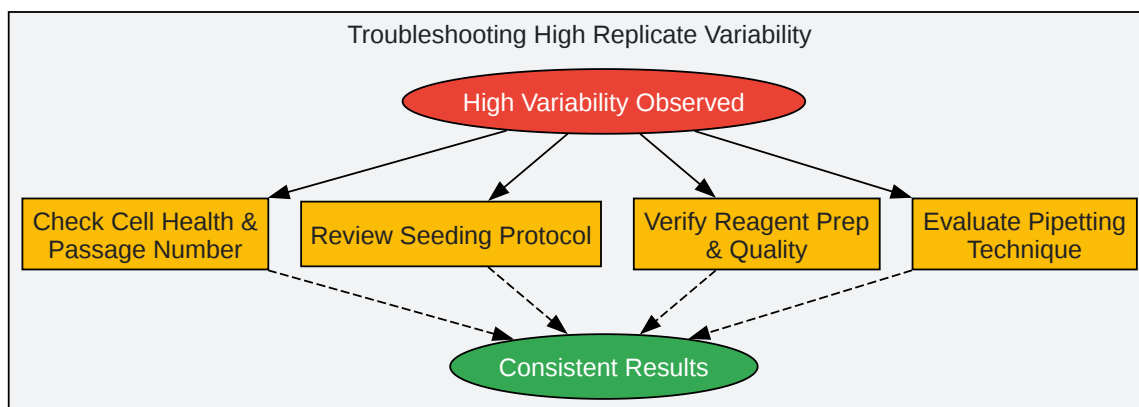 Troubleshooting High Replicate Variability
High Variability Observed
Check Cell Health &
Passage Number
Review Seeding Protocol
Verify Reagent Prep
& Quality
Evaluate Pipetting
Technique
Consistent Results